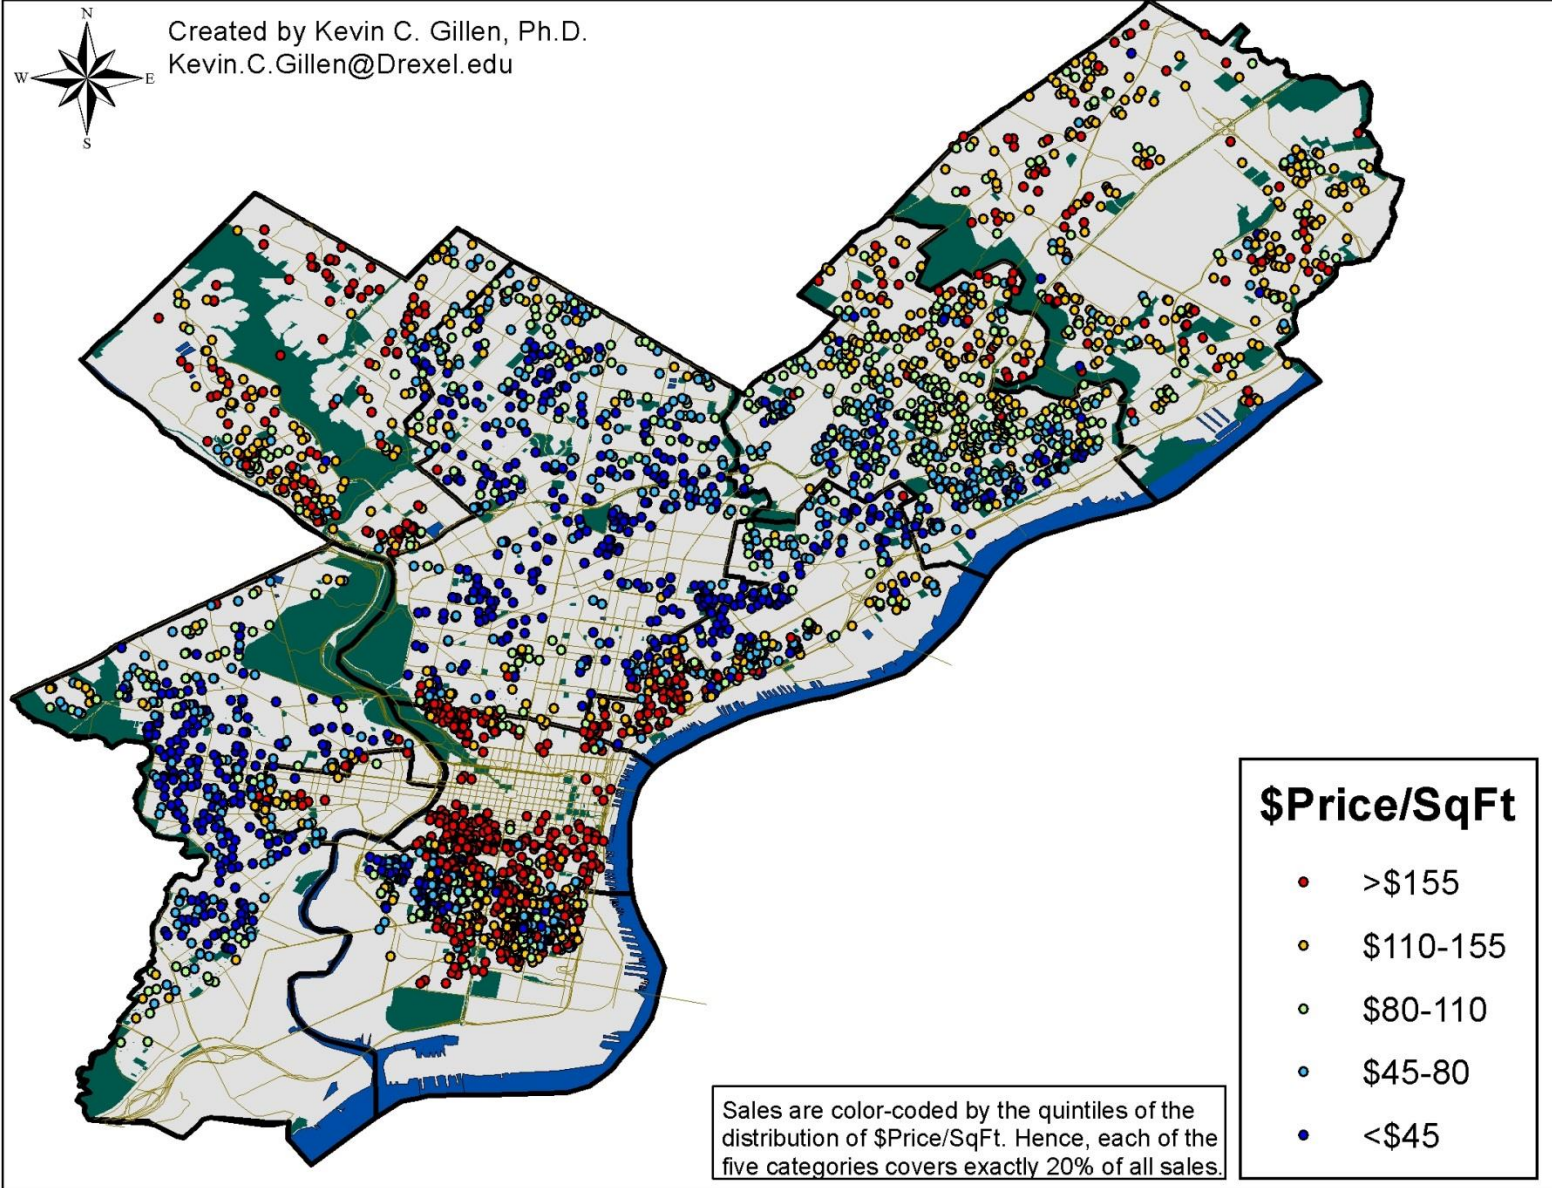 N
W
E
S
Created by Kevin C. Gillen, Ph.D.
Kevin.C.Gillen@Drexel.edu
$Price/SqFt
>$155
$110-155
$80-110
$45-80
<$45
Sales are color-coded by the quintiles of the
distribution of $Price/SqFt. Hence, each of the
five categories covers exactly 20% of all sales.